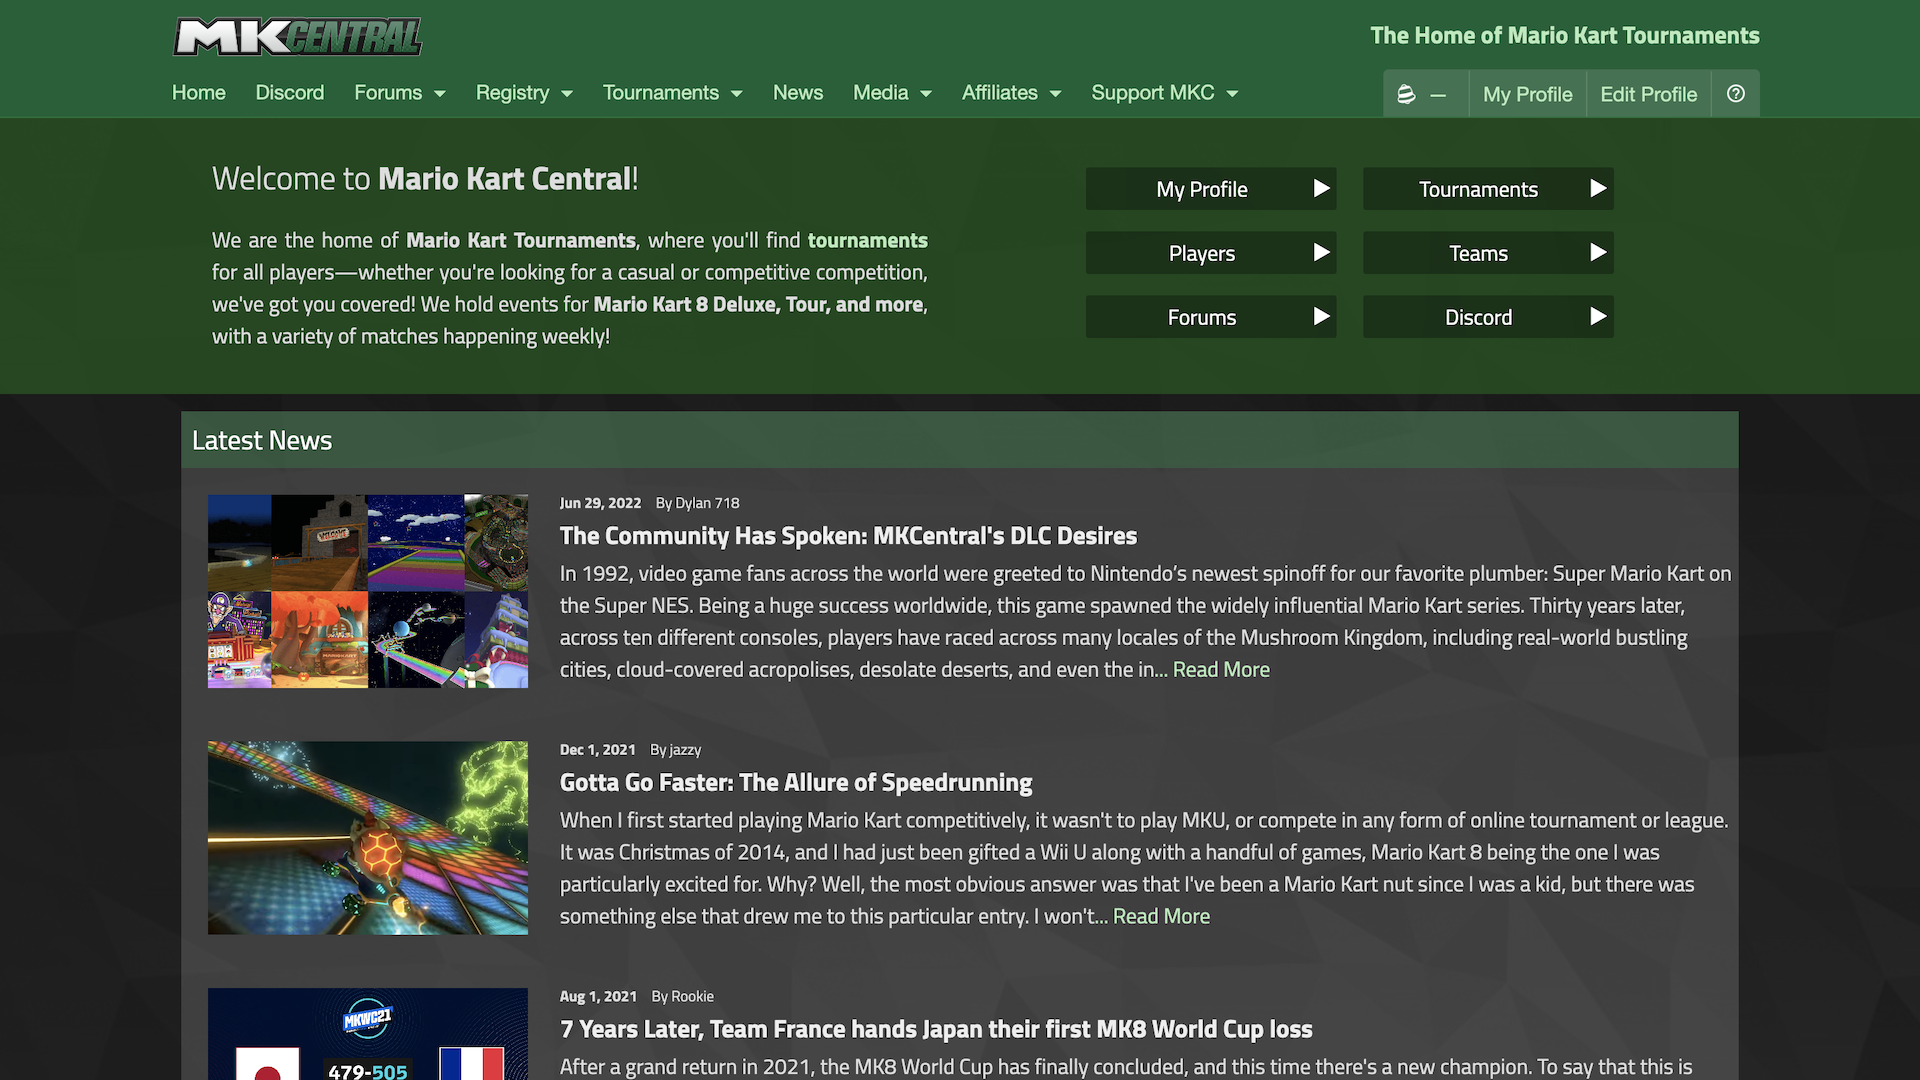 MKCENTRAL
The Home of Mario Kart Tournaments
Home Discord Forums Registry Tournaments News Media Affiliates Support MKC
— My Profile Edit Profile
Welcome to Mario Kart Central!
We are the home of Mario Kart Tournaments, where you'll find tournaments
for all players—whether you're looking for a casual or competitive competition,
we've got you covered! We hold events for Mario Kart 8 Deluxe, Tour, and more,
with a variety of matches happening weekly!
My Profile
Tournaments
Players
Teams
Forums
Discord
Latest News
WELCOME
Jun 29, 2022 By Dylan 718
The Community Has Spoken: MKCentral's DLC Desires
In 1992, video game fans across the world were greeted to Nintendo’s newest spinoff for our favorite plumber: Super Mario Kart on
the Super NES. Being a huge success worldwide, this game spawned the widely influential Mario Kart series. Thirty years later,
across ten different consoles, players have raced across many locales of the Mushroom Kingdom, including real-world bustling
cities, cloud-covered acropolises, desolate deserts, and even the in... Read More
Dec 1, 2021 By jazzy
Gotta Go Faster: The Allure of Speedrunning
When I first started playing Mario Kart competitively, it wasn't to play MKU, or compete in any form of online tournament or league.
It was Christmas of 2014, and I had just been gifted a Wii U along with a handful of games, Mario Kart 8 being the one I was
particularly excited for. Why? Well, the most obvious answer was that I've been a Mario Kart nut since I was a kid, but there was
something else that drew me to this particular entry. I won't... Read More
MKWC21
479-505
Aug 1, 2021 By Rookie
7 Years Later, Team France hands Japan their first MK8 World Cup loss
After a grand return in 2021, the MK8 World Cup has finally concluded, and this time there's a new champion. To say that this is